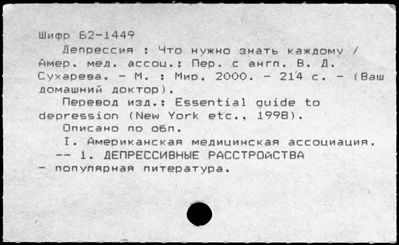 Шифр Б2-1449
Депрессия : Что нужно знать каждому /
Амер. мед. ассоц.; Пер. с англ. В. Д.
Сухарева. - М. : Мир, 2000. - 214 с. - (Ваш
домашний доктор).
Перевод изд.: Essential guide to
depression (New York etc., 1998).
Описано по обл.
I. Американская медицинская ассоциация.
-- 1. ДЕПРЕССИВНЫЕ РАССТРОЙСТВА
- популярная литература.